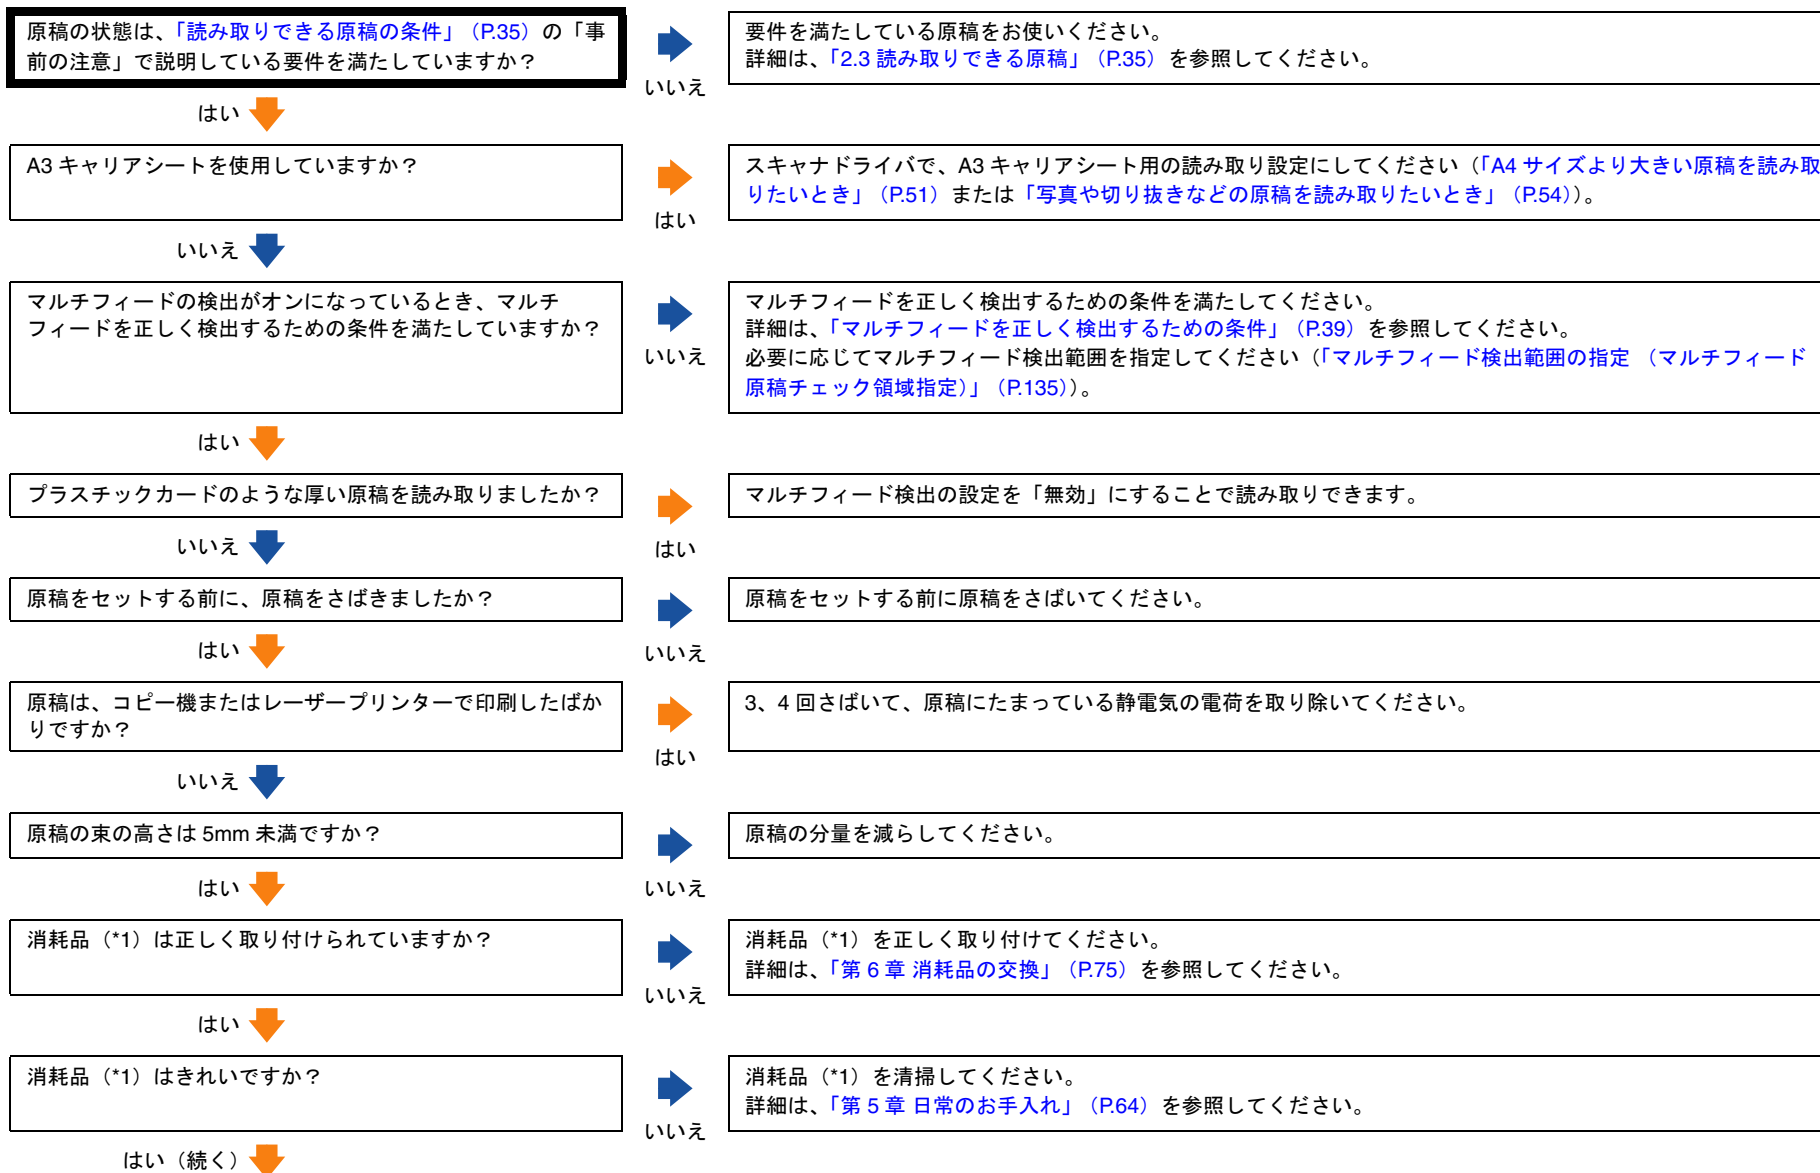 原稿の状態は、「読み取りできる原稿の条件」（P.35）の「事
前の注意」で説明している要件を満たしていますか？
いいえ
要件を満たしている原稿をお使いください。
詳細は、「2.3 読み取りできる原稿」（P.35）を参照してください。
はい
A3 キャリアシートを使用していますか？
はい
スキャナドライバで、A3 キャリアシート用の読み取り設定にしてください（「A4 サイズより大きい原稿を読み取
りたいとき」（P.51）または「写真や切り抜きなどの原稿を読み取りたいとき」（P.54））。
いいえ
マルチフィードの検出がオンになっているとき、マルチ
フィードを正しく検出するための条件を満たしていますか？
いいえ
マルチフィードを正しく検出するための条件を満たしてください。
詳細は、「マルチフィードを正しく検出するための条件」（P.39）を参照してください。
必要に応じてマルチフィード検出範囲を指定してください（「マルチフィード検出範囲の指定 （マルチフィード
原稿チェック領域指定）」（P.135））。
はい
プラスチックカードのような厚い原稿を読み取りましたか？
はい
マルチフィード検出の設定を「無効」にすることで読み取りできます。
いいえ
原稿をセットする前に、原稿をさばきましたか？
いいえ
原稿をセットする前に原稿をさばいてください。
はい
原稿は、コピー機またはレーザープリンターで印刷したばか
りですか？
はい
3、4 回さばいて、原稿にたまっている静電気の電荷を取り除いてください。
いいえ
原稿の束の高さは 5mm 未満ですか？
いいえ
原稿の分量を減らしてください。
はい
消耗品（*1）は正しく取り付けられていますか？
いいえ
消耗品（*1）を正しく取り付けてください。
詳細は、「第 6 章 消耗品の交換」（P.75）を参照してください。
はい
消耗品（*1）はきれいですか？
いいえ
消耗品（*1）を清掃してください。
詳細は、「第 5 章 日常のお手入れ」（P.64）を参照してください。
はい（続く）